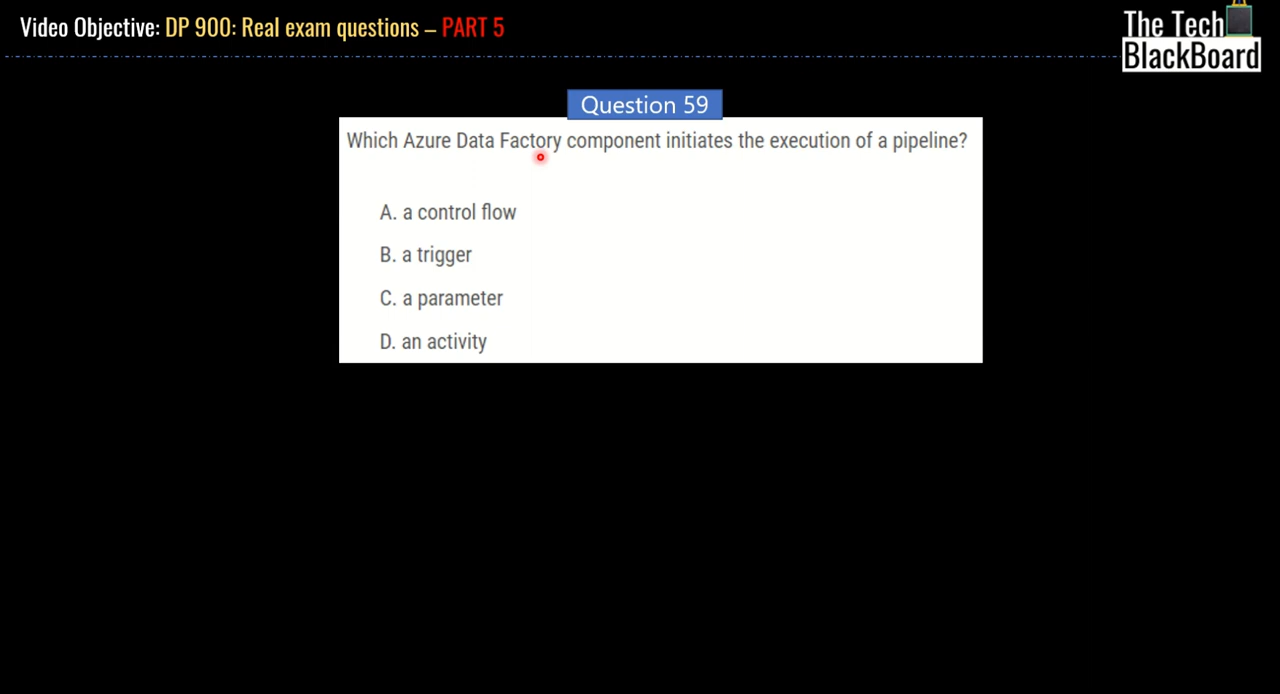 Video Objective: DP 900: Real exam questions – PART 5
The Tech
BlackBoard
Question 59
Which Azure Data Factory component initiates the execution of a pipeline?
A. a control flow
B. a trigger
C. a parameter
D. an activity